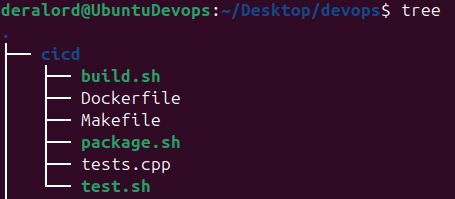 deralord@UbuntuDevops:~/Desktop/devops$ tree
.
├── cicd
│   ├── build.sh
│   ├── Dockerfile
│   ├── Makefile
│   ├── package.sh
│   ├── tests.cpp
│   └── test.sh